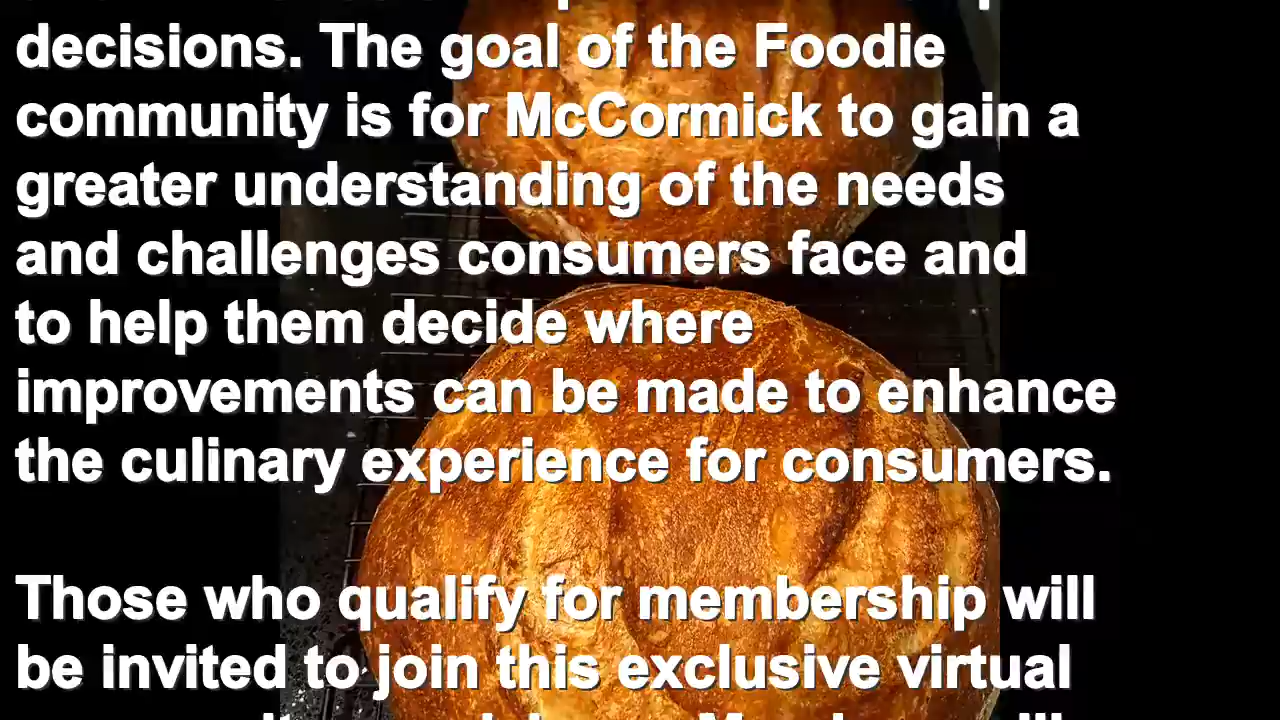 decisions. The goal of the Foodie
community is for McCormick to gain a
greater understanding of the needs
and challenges consumers face and
to help them decide where
improvements can be made to enhance
the culinary experience for consumers.
Those who qualify for membership will
be invited to join this exclusive virtual